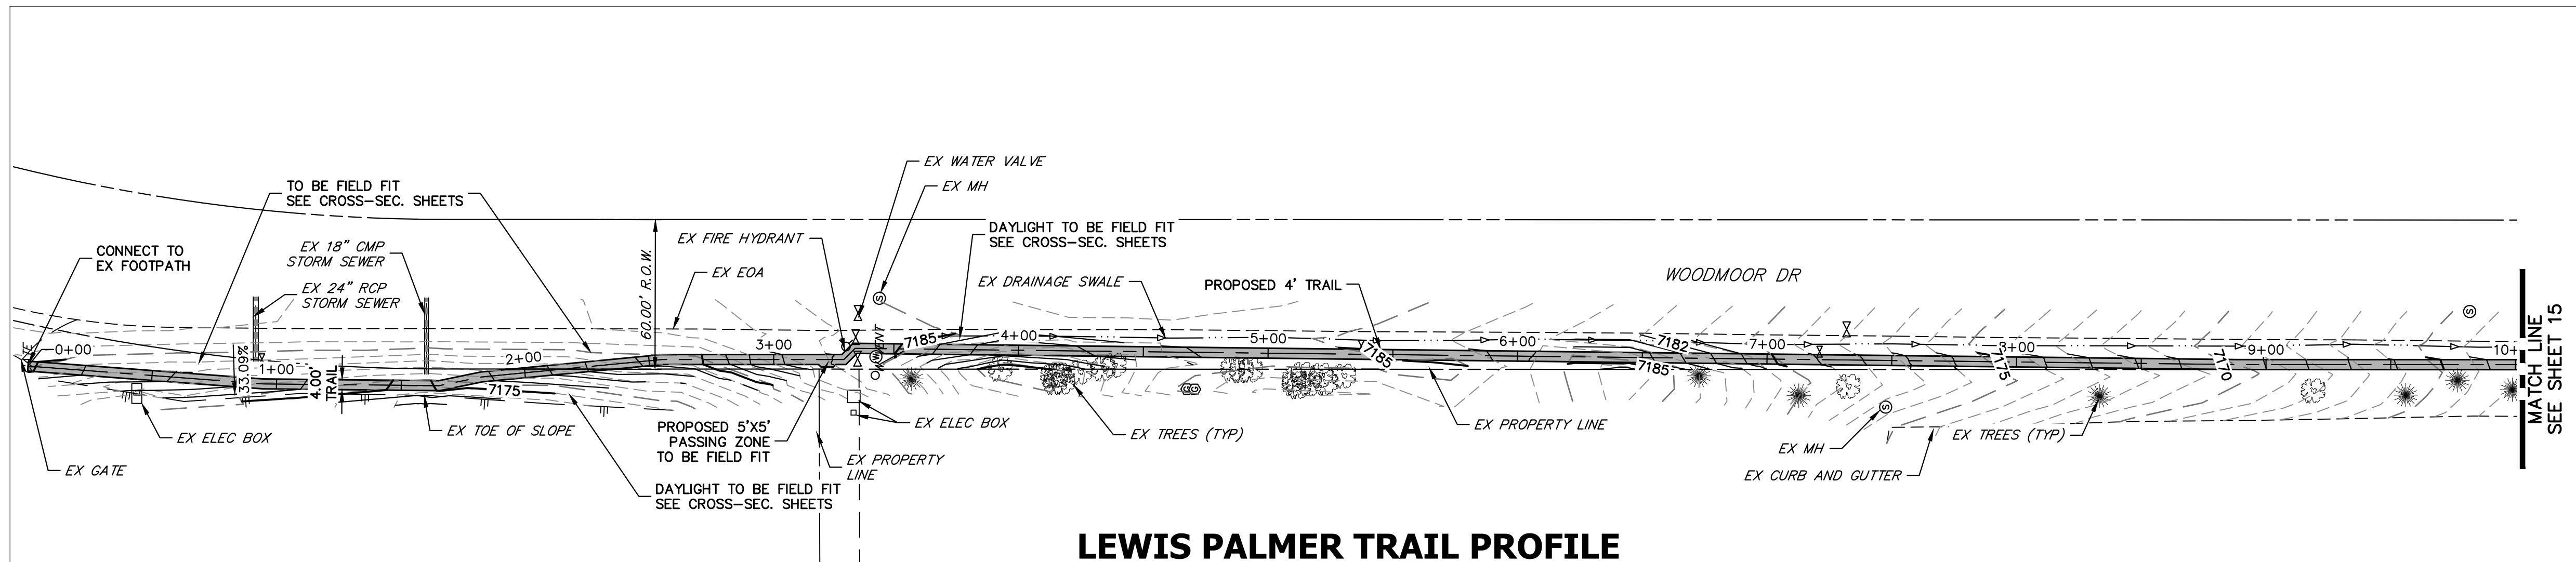 EX WATER VALVE
EX MH
TO BE FIELD FIT
SEE CROSS-SEC. SHEETS
CONNECT TO
EX FOOTPATH
EX 18" CMP
STORM SEWER
EX 24" RCP
STORM SEWER
60.00' R.O.W.
EX FIRE HYDRANT
EX EOA
DAYLIGHT TO BE FIELD FIT
SEE CROSS-SEC. SHEETS
EX DRAINAGE SWALE
PROPOSED 4' TRAIL
WOODMOOR DR
0+00
1+00
2+00
3+00
4+00
5+00
6+00
7+00
8+00
9+00
10+
33.09%
4.00'
TRAIL
7175
7185
7185
7182
7185
7775
7770
S
S
S
G
G
EX GATE
EX ELEC BOX
EX TOE OF SLOPE
PROPOSED 5'X5'
PASSING ZONE
TO BE FIELD FIT
DAYLIGHT TO BE FIELD FIT
SEE CROSS-SEC. SHEETS
EX PROPERTY
LINE
EX ELEC BOX
EX TREES (TYP)
EX PROPERTY LINE
EX MH
EX CURB AND GUTTER
EX TREES (TYP)
MATCH LINE
SEE SHEET 15
LEWIS PALMER TRAIL PROFILE